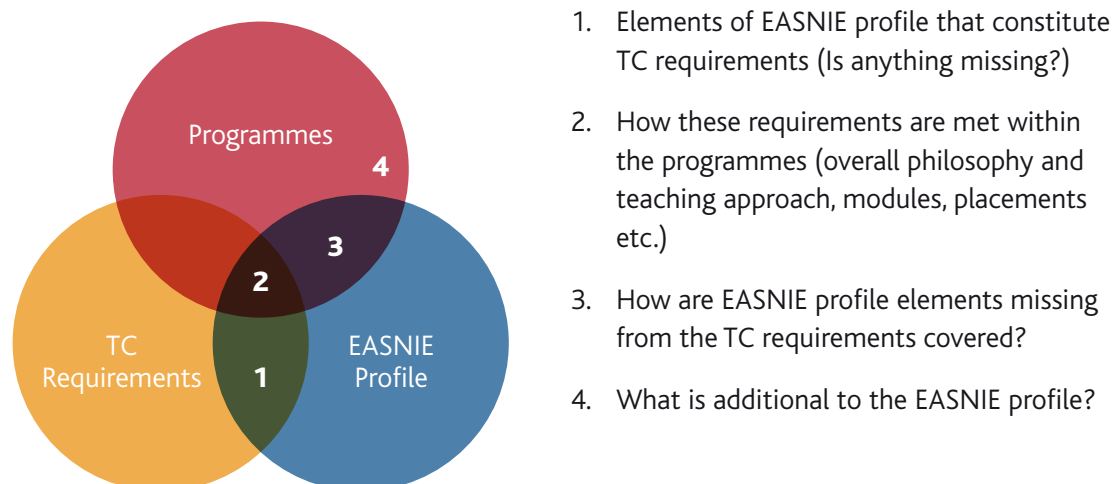 Programmes
4
3
2
TC
Requirements
1
EASNIE
Profile
1. Elements of EASNIE profile that constitute
TC requirements (Is anything missing?)
2. How these requirements are met within
the programmes (overall philosophy and
teaching approach, modules, placements
etc.)
3. How are EASNIE profile elements missing
from the TC requirements covered?
4. What is additional to the EASNIE profile?